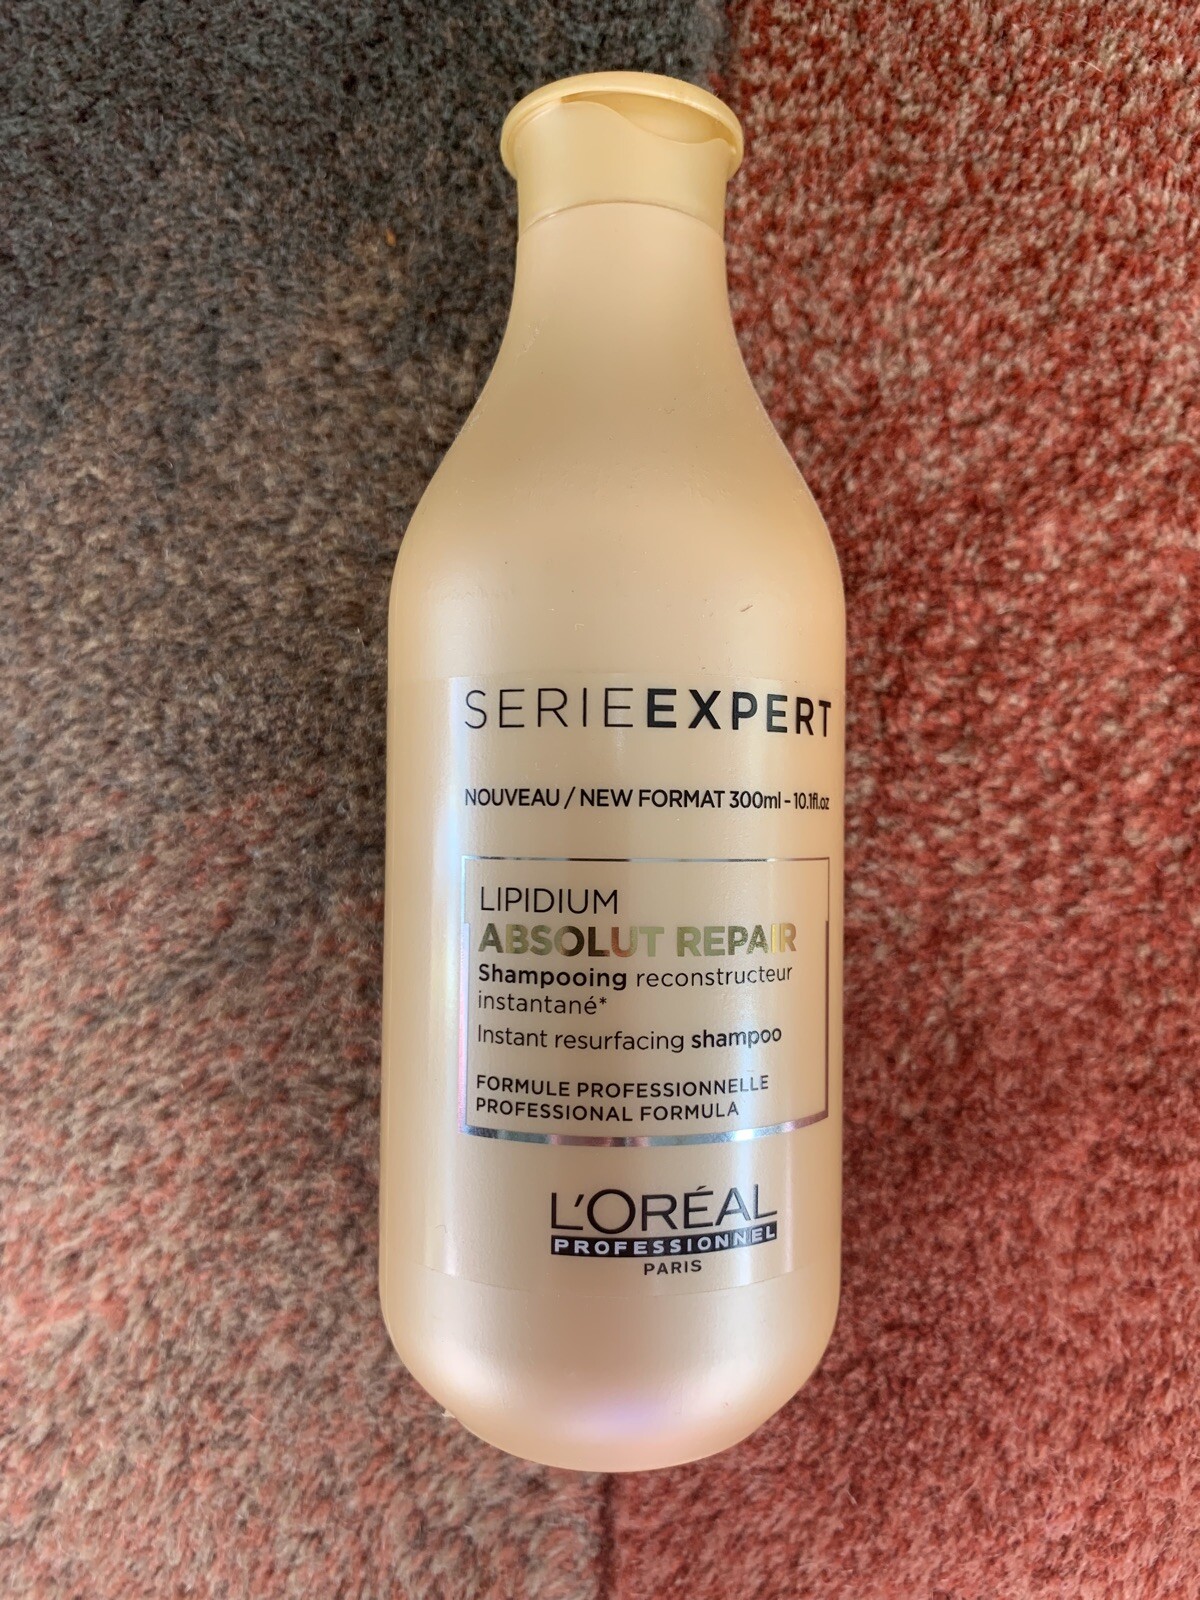 SERIEEXPERT
NOUVEAU / NEW FORMAT 300ml - 10.1fl.oz
LIPIDIUM
ABSOLUT REPAIR
Shampooing reconstructeur
instantané*
Instant resurfacing shampoo
FORMULE PROFESSIONNELLE
PROFESSIONAL FORMULA
L'ORÉAL
PROFESSIONNEL
PARIS